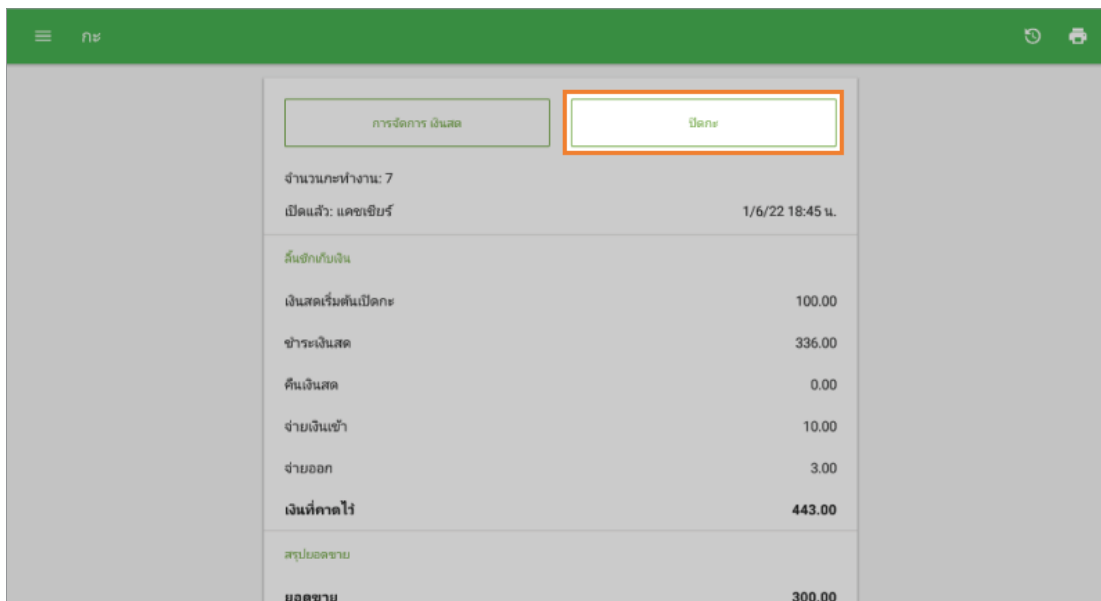 กะ
การจัดการ เงินสด
ปิดกะ
จำนวนกะทำงาน: 7
เปิดแล้ว: แคชเชียร์ 1/6/22 18:45 น.
ลิ้นชักเก็บเงิน
เงินสดเริ่มต้นเปิดกะ 100.00
ชำระเงินสด 336.00
คืนเงินสด 0.00
จ่ายเงินเข้า 10.00
จ่ายออก 3.00
เงินที่คาดไว้ 443.00
สรุปยอดขาย
ยอดขาย 300.00